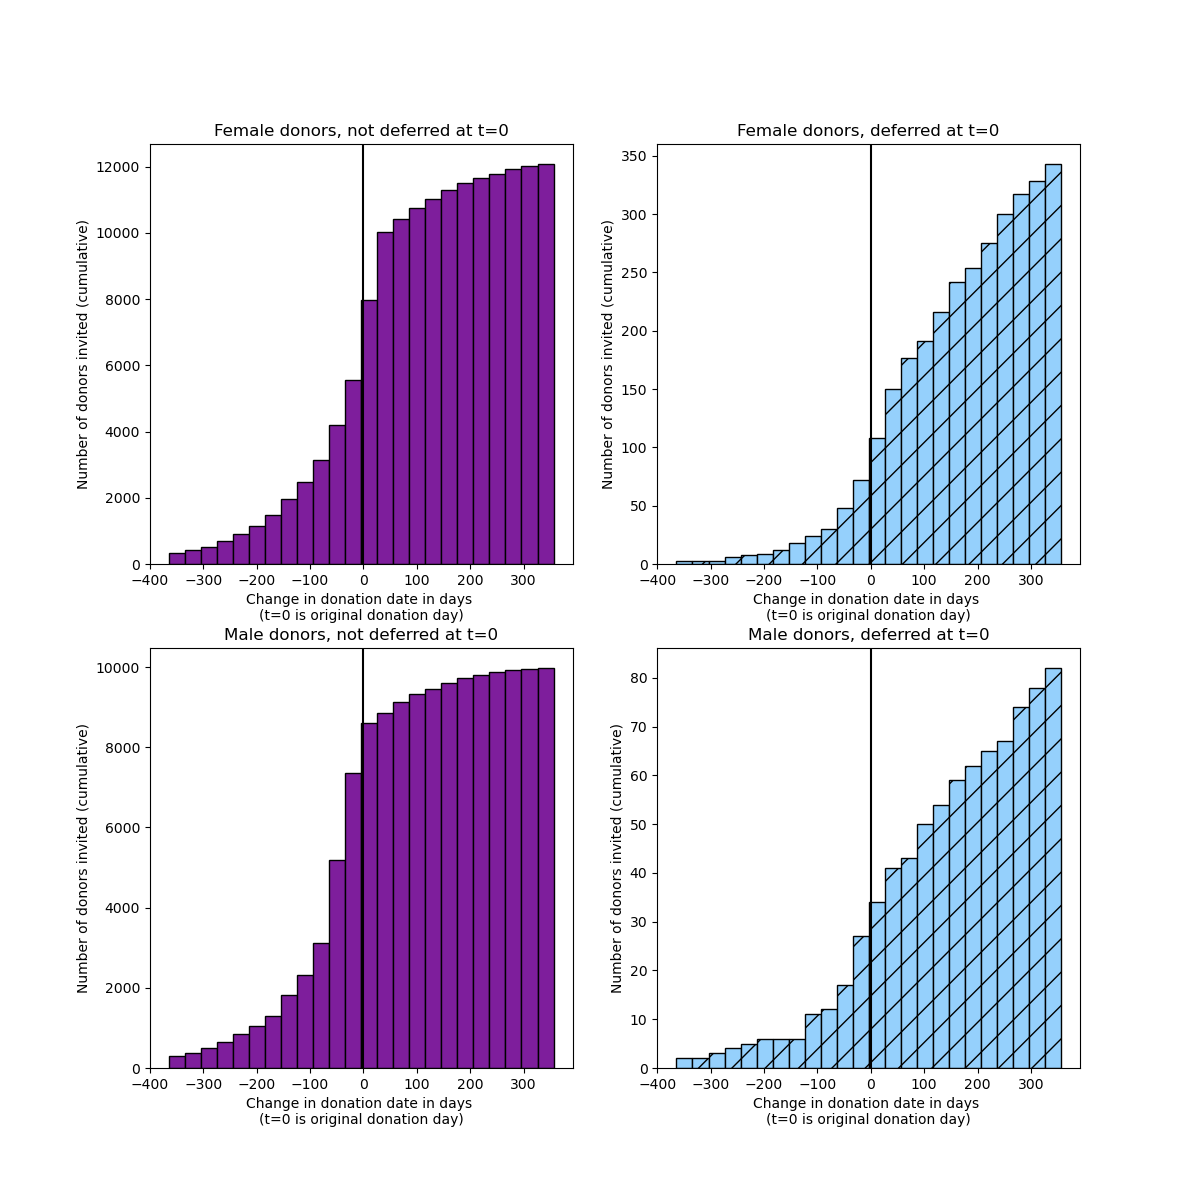 Female donors, not deferred at t=0
Number of donors invited (cumulative)
12000
10000
8000
6000
4000
2000
0
−400 −300 −200 −100 0 100 200 300
Change in donation date in days
(t=0 is original donation day)
Female donors, deferred at t=0
Number of donors invited (cumulative)
350
300
250
200
150
100
50
0
−400 −300 −200 −100 0 100 200 300
Change in donation date in days
(t=0 is original donation day)
Male donors, not deferred at t=0
Number of donors invited (cumulative)
10000
8000
6000
4000
2000
0
−400 −300 −200 −100 0 100 200 300
Change in donation date in days
(t=0 is original donation day)
Male donors, deferred at t=0
Number of donors invited (cumulative)
80
70
60
50
40
30
20
10
0
−400 −300 −200 −100 0 100 200 300
Change in donation date in days
(t=0 is original donation day)